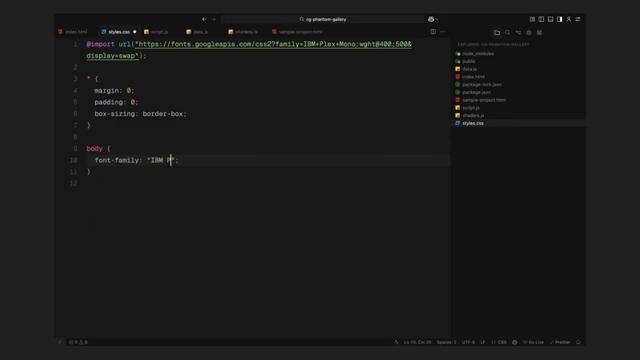 cg-phantom-gallery
index.html
styles.css
script.js
data.js
shaders.js
sample-project.html
1 @import url("https://fonts.googleapis.com/css2?family=IBM+Plex+Mono:wght@400;500&
2 display=swap");
3 * {
4 margin: 0;
5 padding: 0;
6 box-sizing: border-box;
7 }
8
9 body {
10 font-family: "IBM P";
11 }
12
EXPLORER: CG-PHANTOM-GALLERY
node_modules
public
data.js
index.html
package-lock.json
package.json
sample-project.html
script.js
shaders.js
styles.css
Spaces: 2
UTF-8
LF
{} CSS
Go Live
Prettier